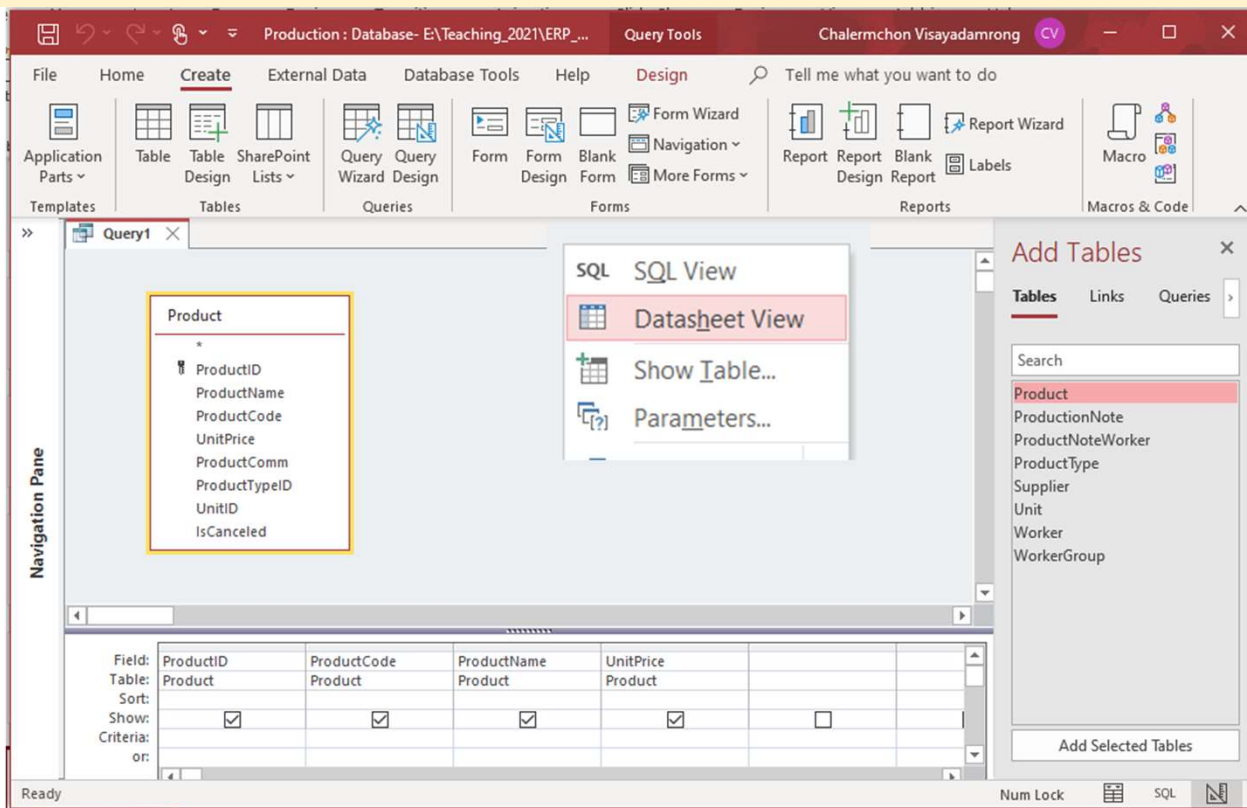 Production : Database- E:\Teaching_2021\ERP_... Query Tools Chalermchon Visayadamrong CV
File Home Create External Data Database Tools Help Design Tell me what you want to do
Application Parts
Table
Table Design
SharePoint Lists
Query Wizard
Query Design
Form
Form Design
Blank Form
Form Wizard
Navigation
More Forms
Report
Report Design
Blank Report
Report Wizard
Labels
Macro
Templates Tables Queries Forms Reports Macros & Code
Query1
Navigation Pane
Product
*
ProductID
ProductName
ProductCode
UnitPrice
ProductComm
ProductTypeID
UnitID
IsCanceled
SQL SQL View
Datasheet View
Show Table...
Parameters...
Add Tables
Tables Links Queries
Search
Product
ProductionNote
ProductNoteWorker
ProductType
Supplier
Unit
Worker
WorkerGroup
Add Selected Tables
Field: ProductID ProductCode ProductName UnitPrice
Table: Product Product Product Product
Sort:
Show:
Criteria:
or:
Ready Num Lock SQL